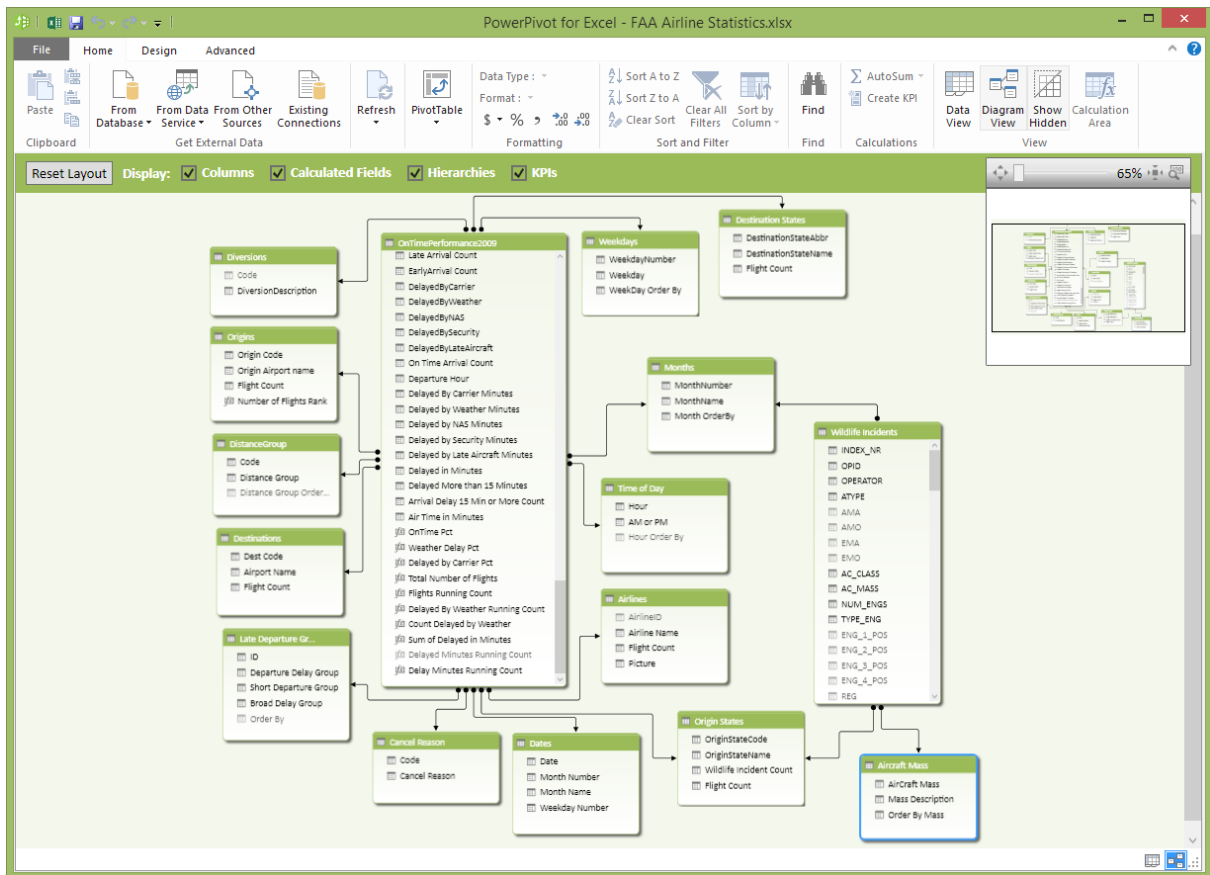 PowerPivot for Excel - FAA Airline Statistics.xlsx
File Home Design Advanced
Paste
From Database
From Data Service
From Other Sources
Existing Connections
Refresh
PivotTable
Data Type :
Format :
$ % , .0 .00 .00 .0
Sort A to Z
Sort Z to A
Clear Sort
Clear All Filters
Sort by Column
Find
AutoSum
Create KPI
Data View
Diagram View
Show Hidden
Calculation Area
Clipboard
Get External Data
Formatting
Sort and Filter
Find
Calculations
View
Reset Layout Display: Columns Calculated Fields Hierarchies KPIs
65%
Diversions
Code
DiversionDescription
Origins
Origin Code
Origin Airport name
Flight Count
Number of Flights Rank
DistanceGroup
Code
Distance Group
Distance Group Order...
Destinations
Dest Code
Airport Name
Flight Count
Late Departure Gr...
ID
Departure Delay Group
Short Departure Group
Broad Delay Group
Order By
OnTimePerformance2009
Late Arrival Count
EarlyArrival Count
DelayedByCarrier
DelayedByWeather
DelayedByNAS
DelayedBySecurity
DelayedByLateAircraft
On Time Arrival Count
Departure Hour
Delayed By Carrier Minutes
Delayed by Weather Minutes
Delayed by NAS Minutes
Delayed by Security Minutes
Delayed by Late Aircraft Minutes
Delayed in Minutes
Delayed More than 15 Minutes
Arrival Delay 15 Min or More Count
Air Time in Minutes
OnTime Pct
Weather Delay Pct
Delayed by Carrier Pct
Total Number of Flights
Flights Running Count
Delayed By Weather Running Count
Count Delayed by Weather
Sum of Delayed in Minutes
Delayed Minutes Running Count
Delay Minutes Running Count
Weekdays
WeekdayNumber
Weekday
WeekDay Order By
Destination States
DestinationStateAbbr
DestinationStateName
Flight Count
Months
MonthNumber
MonthName
Month OrderBy
Time of Day
Hour
AM or PM
Hour Order By
Airlines
AirlineID
Airline Name
Flight Count
Picture
Wildlife Incidents
INDEX_NR
OPID
OPERATOR
ATYPE
AMA
AMO
EMA
EMO
AC_CLASS
AC_MASS
NUM_ENGS
TYPE_ENG
ENG_1_POS
ENG_2_POS
ENG_3_POS
ENG_4_POS
REG
Cancel Reason
Code
Cancel Reason
Dates
Date
Month Number
Month Name
Weekday Number
Origin States
OriginStateCode
OriginStateName
Wildlife Incident Count
Flight Count
Aircraft Mass
AirCraft Mass
Mass Description
Order By Mass